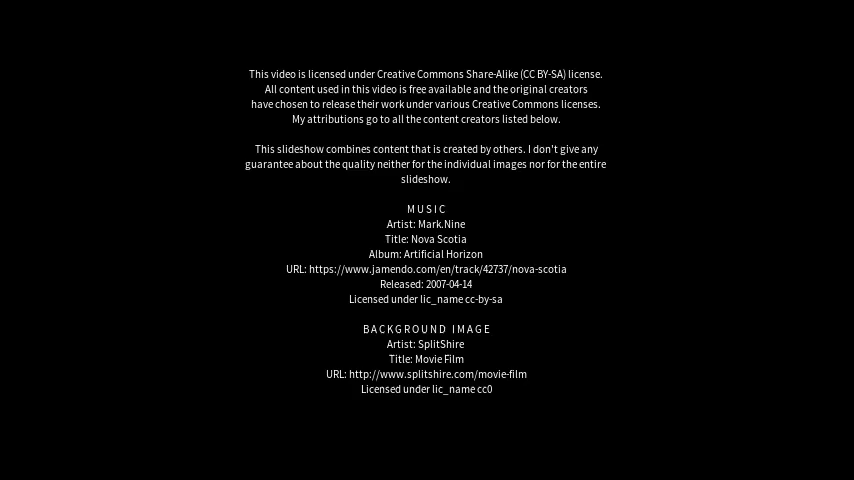 This video is licensed under Creative Commons Share-Alike (CC BY-SA) license.
All content used in this video is free available and the original creators
have chosen to release their work under various Creative Commons licenses.
My attributions go to all the content creators listed below.
This slideshow combines content that is created by others. I don't give any
guarantee about the quality neither for the individual images nor for the entire
slideshow.
MUSIC
Artist: Mark.Nine
Title: Nova Scotia
Album: Artificial Horizon
URL: https://www.jamendo.com/en/track/42737/nova-scotia
Released: 2007-04-14
Licensed under lic_name cc-by-sa
BACKGROUND IMAGE
Artist: SplitShire
Title: Movie Film
URL: http://www.splitshire.com/movie-film
Licensed under lic_name cc0